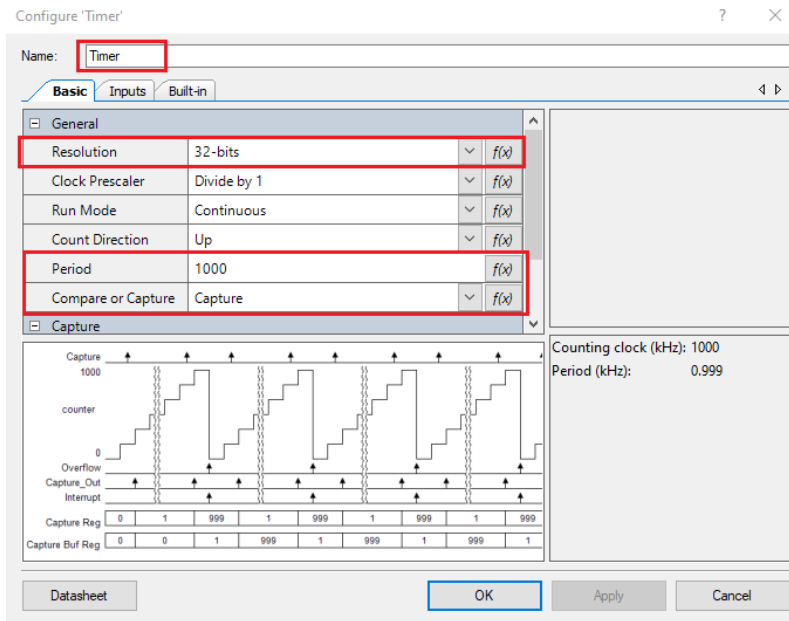 Configure 'Timer'
? ×
Name: Timer
Basic Inputs Built-in
General
Resolution 32-bits f(x)
Clock Prescaler Divide by 1 f(x)
Run Mode Continuous f(x)
Count Direction Up f(x)
Period 1000 f(x)
Compare or Capture Capture f(x)
Capture
Capture
1000
counter
0
Overflow
Capture_Out
Interrupt
Capture Reg 0 1 999 1 999 1 999 1 999
Capture Buf Reg 0 0 1 999 1 999 1 999 1
Counting clock (kHz): 1000
Period (kHz): 0.999
Datasheet OK Apply Cancel